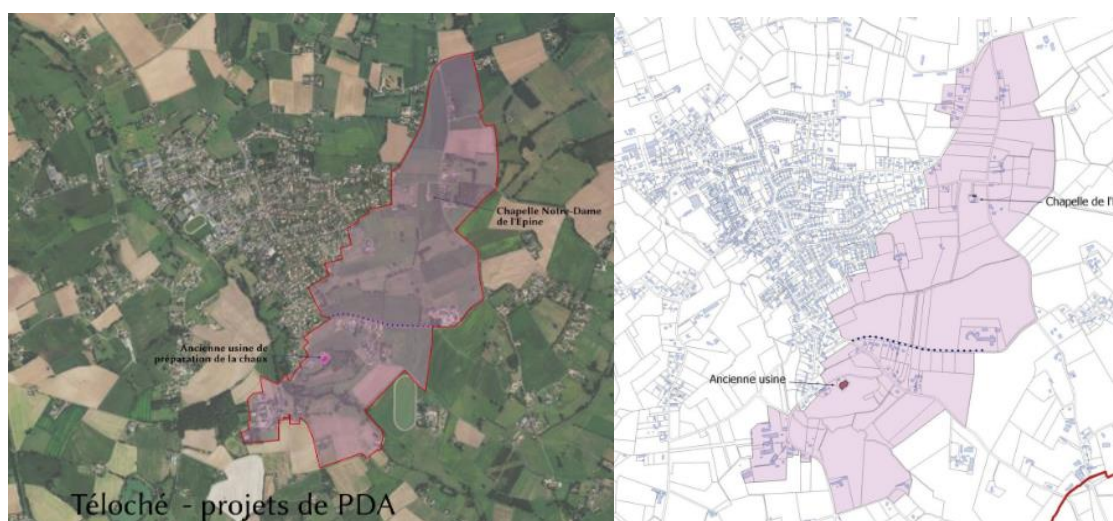 Chapelle Notre-Dame
de l'Epine
Ancienne usine de
préparation de la chaux
Téloché - projets de PDA
Chapelle de l'
Ancienne usine